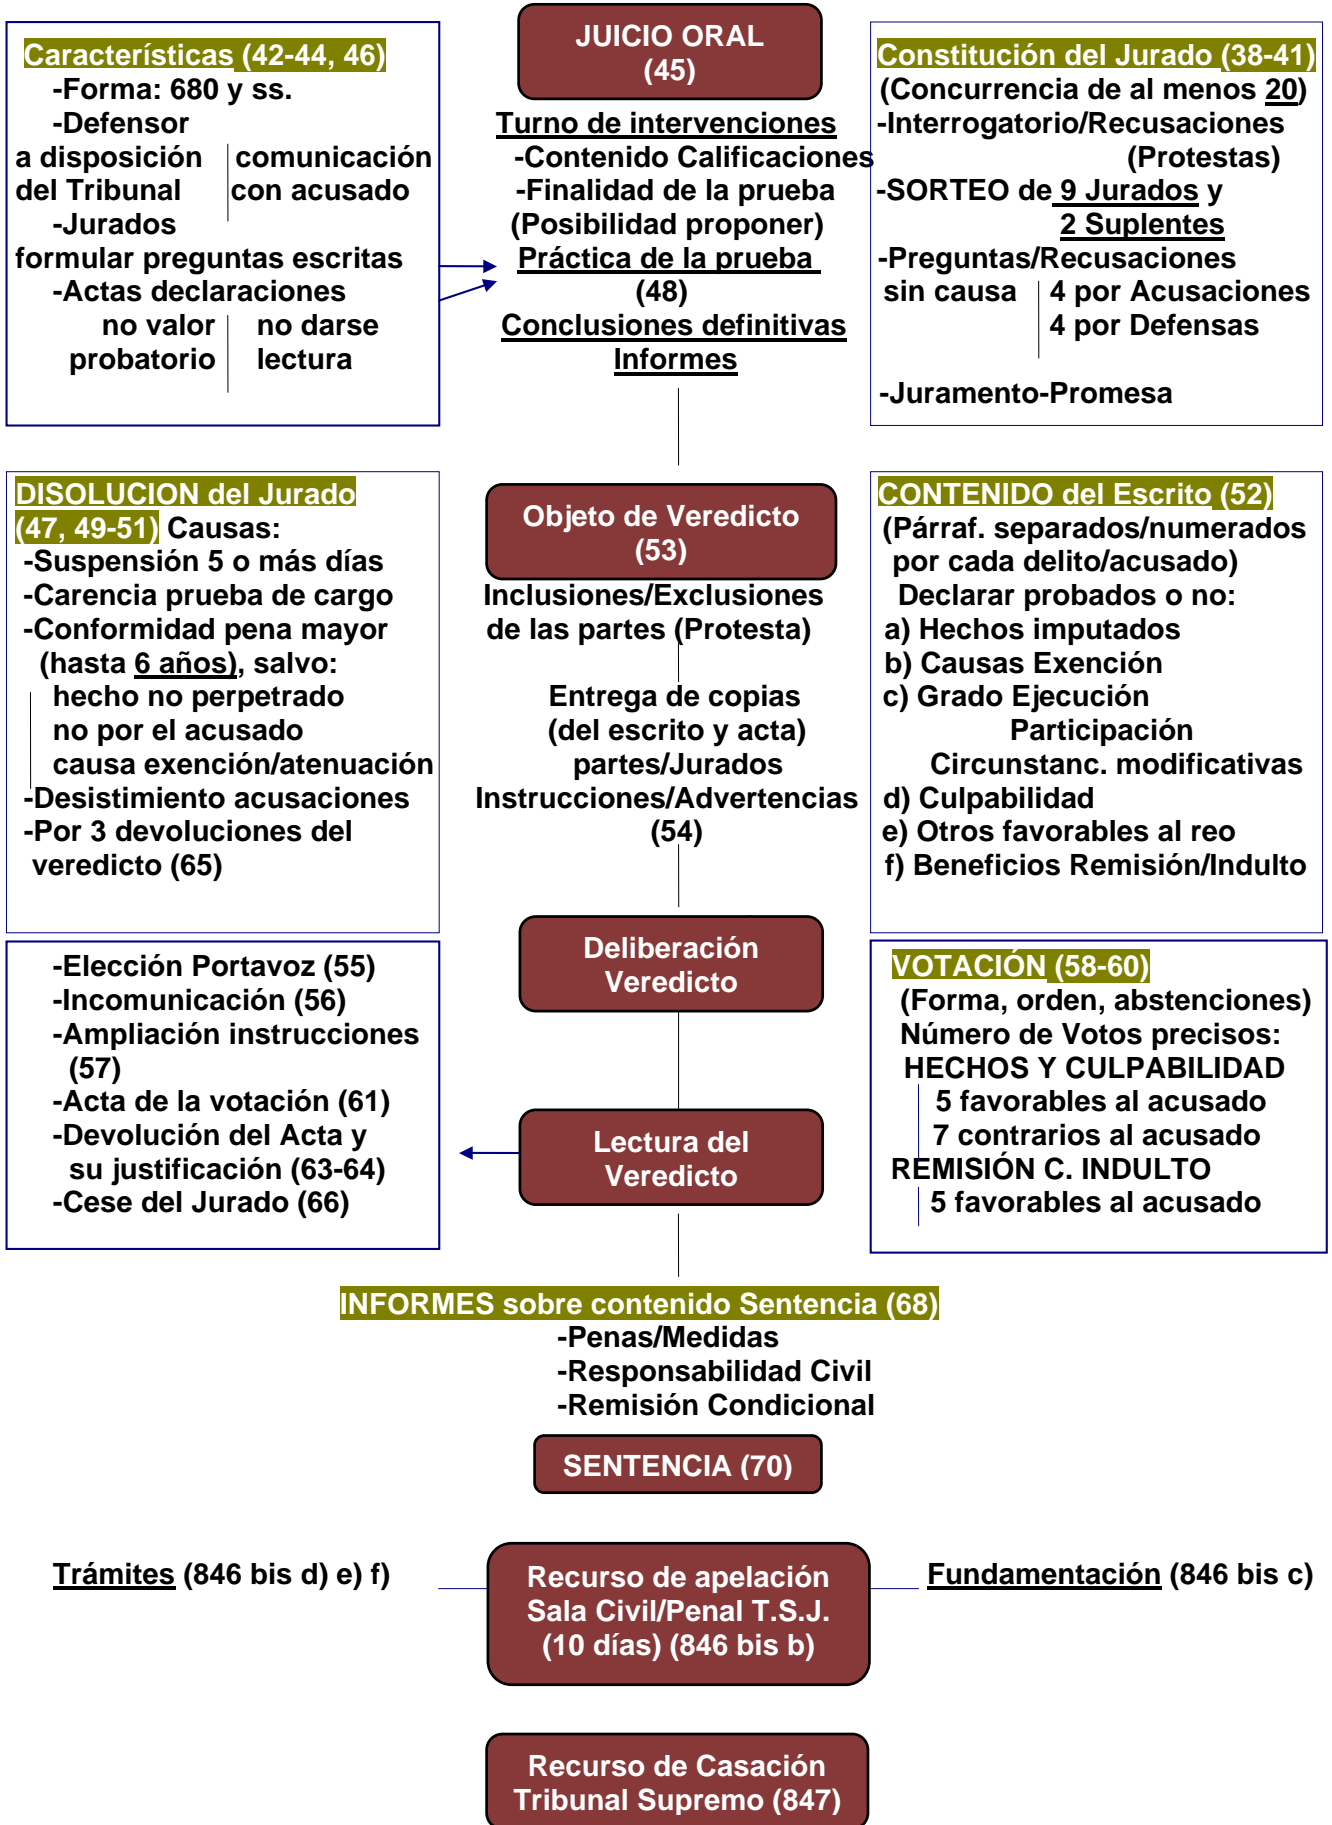 Características (42-44, 46)
-Forma: 680 y ss.
-Defensor
a disposición comunicación
del Tribunal con acusado
-Jurados
formular preguntas escritas
-Actas declaraciones
no valor no darse
probatorio lectura
JUICIO ORAL
(45)
Turno de intervenciones
-Contenido Calificaciones
-Finalidad de la prueba
(Posibilidad proponer)
Práctica de la prueba
(48)
Conclusiones definitivas
Informes
Constitución del Jurado (38-41)
(Concurrencia de al menos 20)
-Interrogatorio/Recusaciones
(Protestas)
-SORTEO de 9 Jurados y
2 Suplentes
-Preguntas/Recusaciones
sin causa 4 por Acusaciones
4 por Defensas
-Juramento-Promesa
DISOLUCION del Jurado
(47, 49-51) Causas:
-Suspensión 5 o más días
-Carencia prueba de cargo
-Conformidad pena mayor
(hasta 6 años), salvo:
hecho no perpetrado
no por el acusado
causa exención/atenuación
-Desistimiento acusaciones
-Por 3 devoluciones del
veredicto (65)
Objeto de Veredicto
(53)
Inclusiones/Exclusiones
de las partes (Protesta)
Entrega de copias
(del escrito y acta)
partes/Jurados
Instrucciones/Advertencias
(54)
CONTENIDO del Escrito (52)
(Párraf. separados/numerados
por cada delito/acusado)
Declarar probados o no:
a) Hechos imputados
b) Causas Exención
c) Grado Ejecución
Participación
Circunstanc. modificativas
d) Culpabilidad
e) Otros favorables al reo
f) Beneficios Remisión/Indulto
-Elección Portavoz (55)
-Incomunicación (56)
-Ampliación instrucciones
(57)
-Acta de la votación (61)
-Devolución del Acta y
su justificación (63-64)
-Cese del Jurado (66)
Deliberación
Veredicto
Lectura del
Veredicto
VOTACIÓN (58-60)
(Forma, orden, abstenciones)
Número de Votos precisos:
HECHOS Y CULPABILIDAD
5 favorables al acusado
7 contrarios al acusado
REMISIÓN C. INDULTO
5 favorables al acusado
INFORMES sobre contenido Sentencia (68)
-Penas/Medidas
-Responsabilidad Civil
-Remisión Condicional
SENTENCIA (70)
Trámites (846 bis d) e) f)
Recurso de apelación
Sala Civil/Penal T.S.J.
(10 días) (846 bis b)
Fundamentación (846 bis c)
Recurso de Casación
Tribunal Supremo (847)